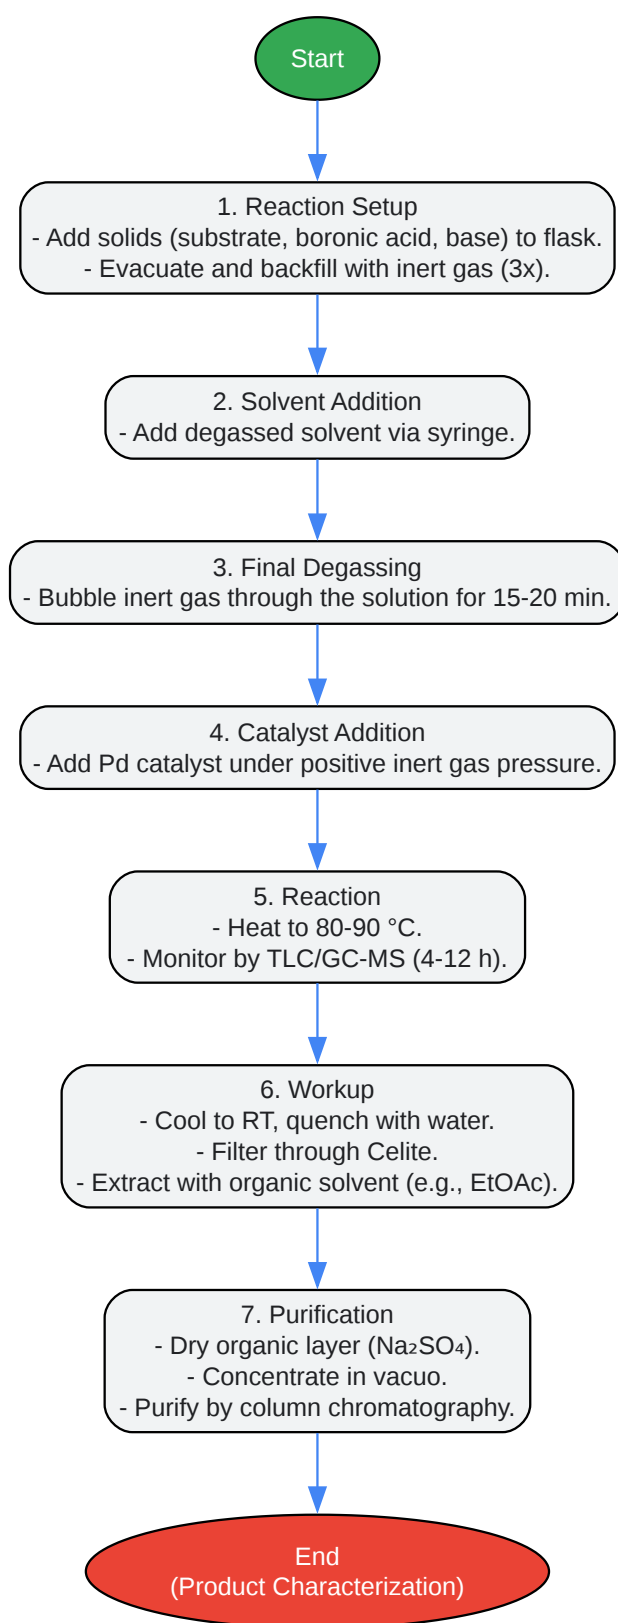 Start
1. Reaction Setup
- Add solids (substrate, boronic acid, base) to flask.
- Evacuate and backfill with inert gas (3x).
2. Solvent Addition
- Add degassed solvent via syringe.
3. Final Degassing
- Bubble inert gas through the solution for 15-20 min.
4. Catalyst Addition
- Add Pd catalyst under positive inert gas pressure.
5. Reaction
- Heat to 80-90 °C.
- Monitor by TLC/GC-MS (4-12 h).
6. Workup
- Cool to RT, quench with water.
- Filter through Celite.
- Extract with organic solvent (e.g., EtOAc).
7. Purification
- Dry organic layer (Na₂SO₄).
- Concentrate in vacuo.
- Purify by column chromatography.
End
(Product Characterization)